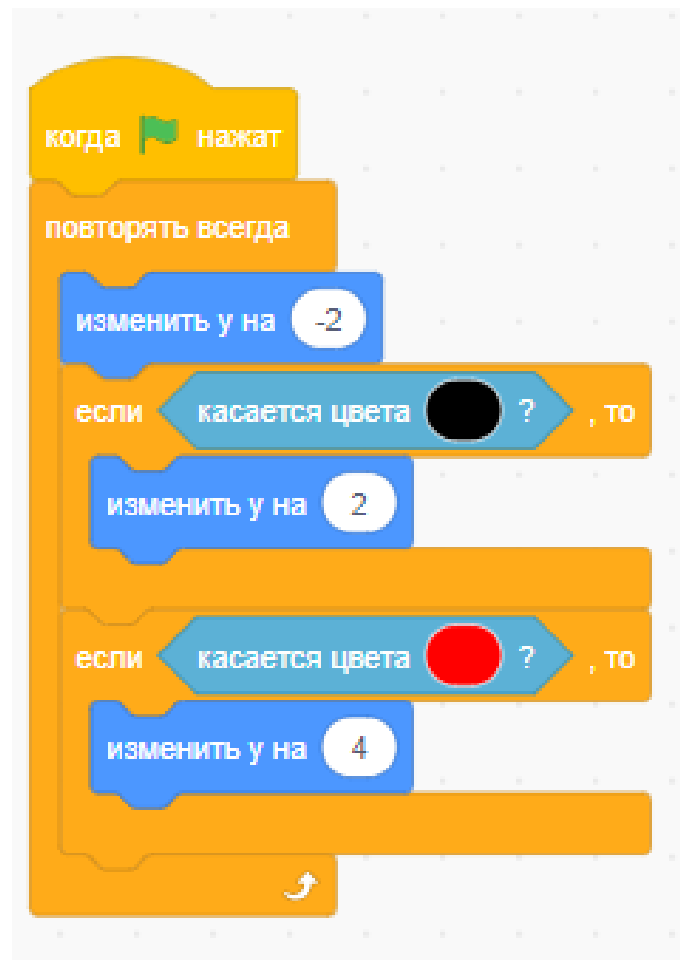 когда нажат
повторять всегда
изменить y на -2
если касается цвета ? , то
изменить y на 2
если касается цвета ? , то
изменить y на 4